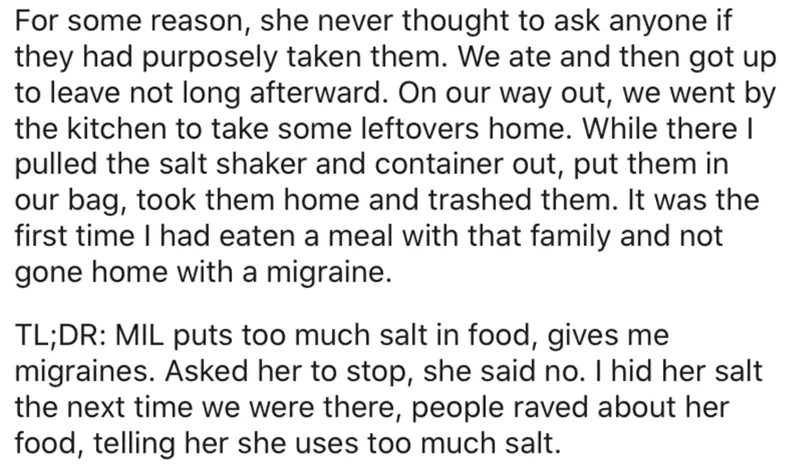 For some reason, she never thought to ask anyone if
they had purposely taken them. We ate and then got up
to leave not long afterward. On our way out, we went by
the kitchen to take some leftovers home. While there I
pulled the salt shaker and container out, put them in
our bag, took them home and trashed them. It was the
first time I had eaten a meal with that family and not
gone home with a migraine.
TL;DR: MIL puts too much salt in food, gives me
migraines. Asked her to stop, she said no. I hid her salt
the next time we were there, people raved about her
food, telling her she uses too much salt.